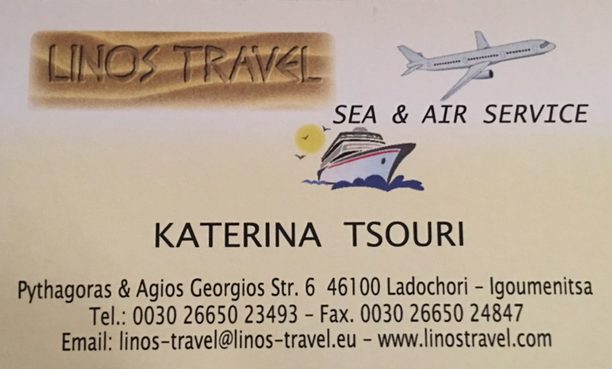 LINOS TRAVEL
SEA & AIR SERVICE
KATERINA TSOURI
Pythagoras & Agios Georgios Str. 6 46100 Ladochori - Igoumenitsa
Tel.: 0030 26650 23493 - Fax. 0030 26650 24847
Email: linos-travel@linos-travel.eu - www.linostravel.com